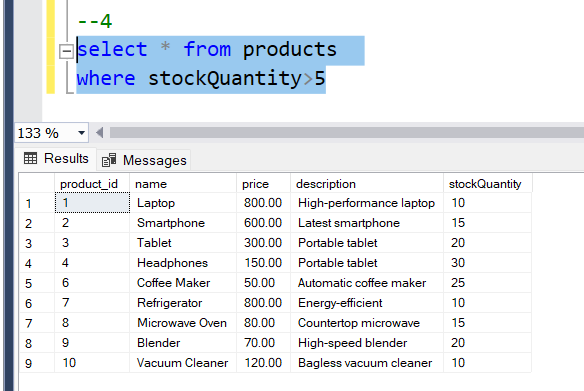 --4
select * from products
where stockQuantity>5
133 %
Results Messages
product_id name price description stockQuantity
1 1 Laptop 800.00 High-performance laptop 10
2 2 Smartphone 600.00 Latest smartphone 15
3 3 Tablet 300.00 Portable tablet 20
4 4 Headphones 150.00 Portable tablet 30
5 6 Coffee Maker 50.00 Automatic coffee maker 25
6 7 Refrigerator 800.00 Energy-efficient 10
7 8 Microwave Oven 80.00 Countertop microwave 15
8 9 Blender 70.00 High-speed blender 20
9 10 Vacuum Cleaner 120.00 Bagless vacuum cleaner 10